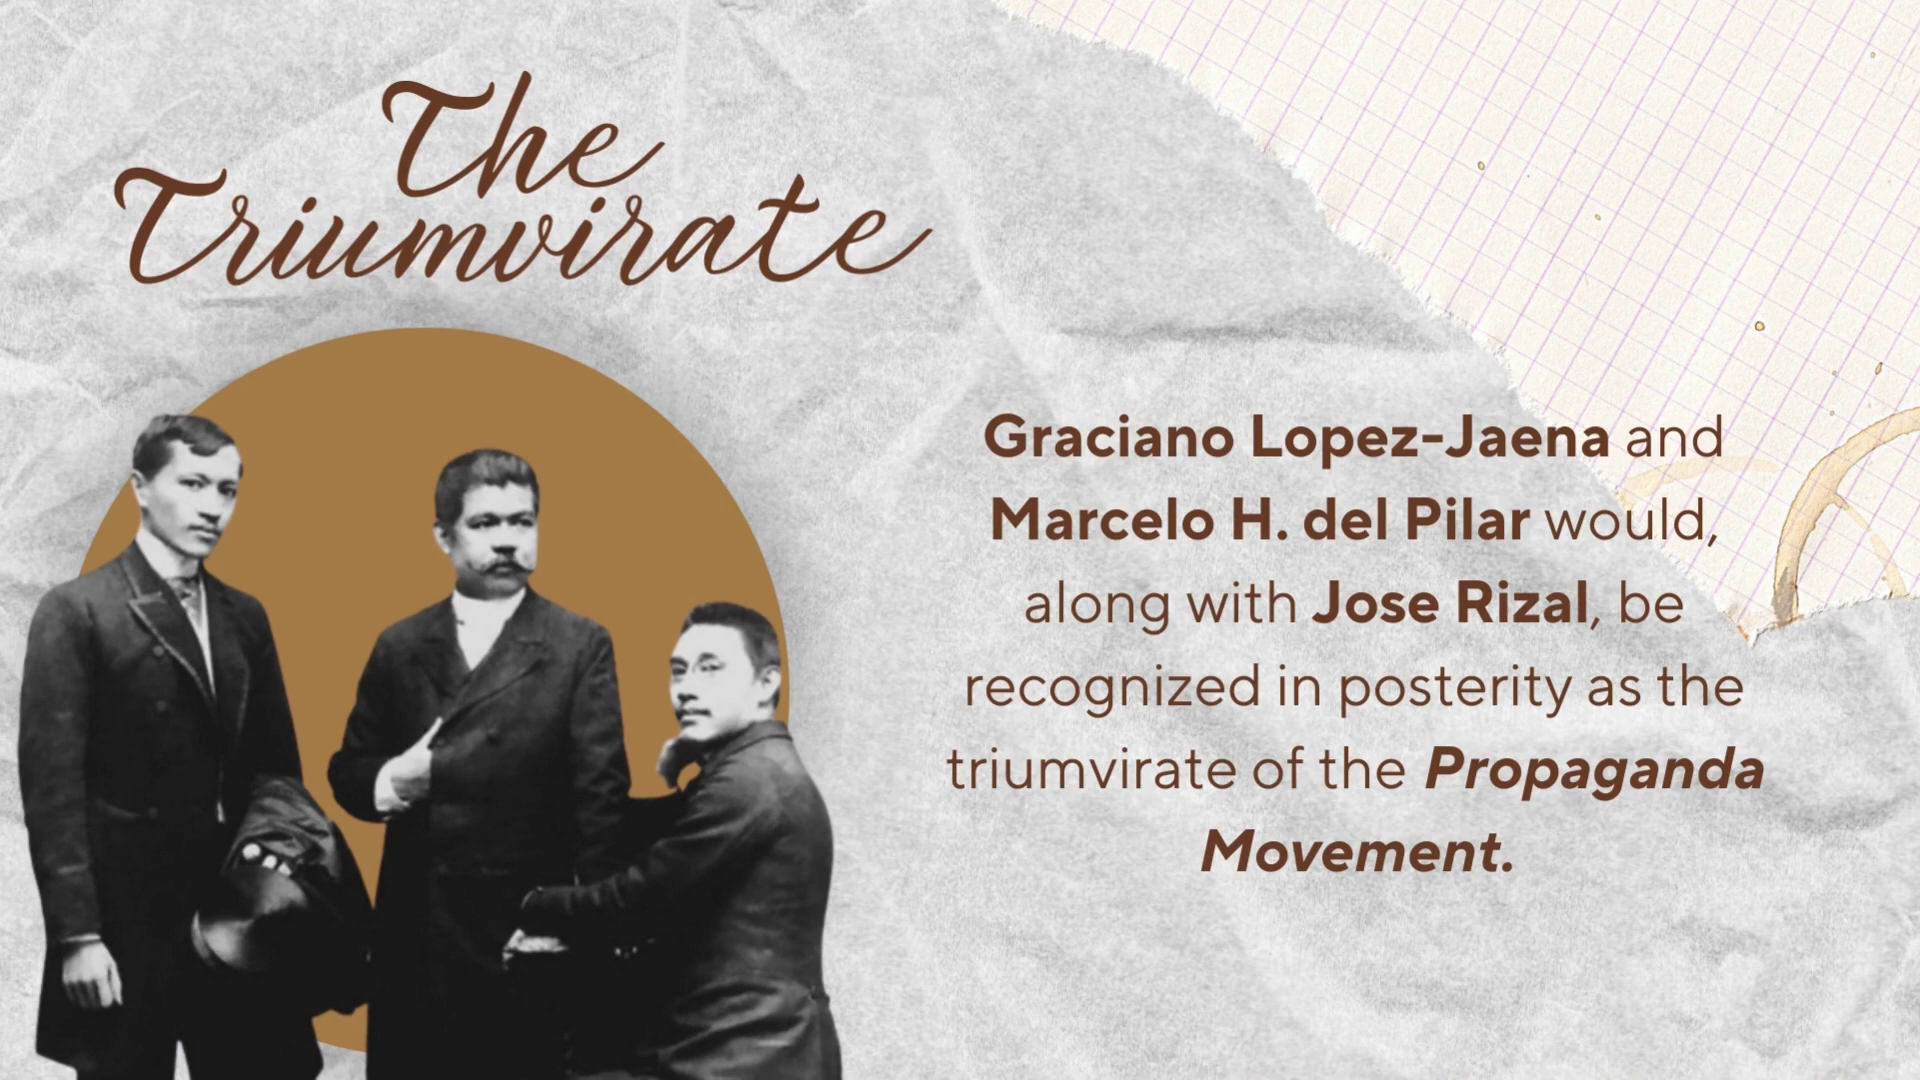 The
Triumvirate
Graciano Lopez-Jaena and
Marcelo H. del Pilar would,
along with Jose Rizal, be
recognized in posterity as the
triumvirate of the Propaganda
Movement.